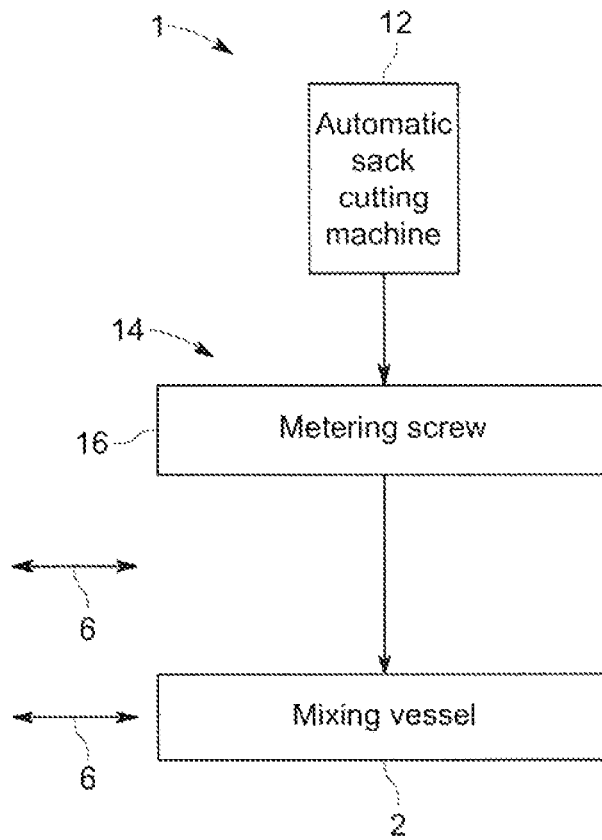 1
12
Automatic
sack
cutting
machine
14
16
Metering screw
6
6
Mixing vessel
2